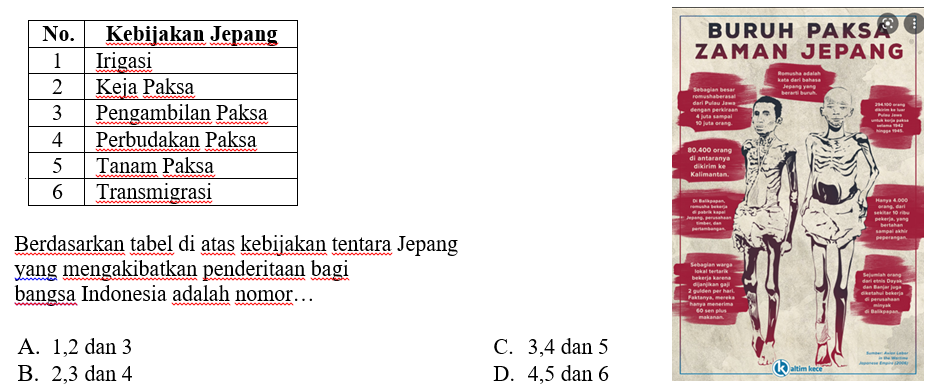 No. Kebijakan Jepang
1 Irigasi
2 Keja Paksa
3 Pengambilan Paksa
4 Perbudakan Paksa
5 Tanam Paksa
6 Transmigrasi
Berdasarkan tabel di atas kebijakan tentara Jepang
yang mengakibatkan penderitaan bagi
bangsa Indonesia adalah nomor…
A. 1,2 dan 3
B. 2,3 dan 4
C. 3,4 dan 5
D. 4,5 dan 6
BURUH PAKSA
ZAMAN JEPANG
Romusha adalah
kata dari bahasa
Jepang yang
berarti buruh.
Sebagian besar
romushaberasal
dari Pulau Jawa
dengan perkiraan
4 juta sampai
10 juta orang.
294.100 orang
dikirim ke luar
Pulau Jawa
untuk kerja paksa
selama 1942
hingga 1945.
80.400 orang
di antaranya
dikirim ke
Kalimantan.
Di Balikpapan,
romusha bekerja
di pabrik kapal
Jepang, perusahaan
timber, dan
pertambangan.
Hanya 4.000
orang, dari
sekitar 10 ribu
pekerja, yang
bertahan
sampai akhir
peperangan.
Sebagian warga
lokal tertarik
bekerja karena
dijanjikan gaji
2 gulden per hari.
Faktanya, mereka
hanya menerima
60 sen plus
makanan.
Sejumlah orang
dari etnis Dayak
dan Banjar juga
diketahui bekerja
di perusahaan
minyak
di Balikpapan.
Sumber: Asian Labor
in the Wartime
Japanese Empire (2005)
k altim kece